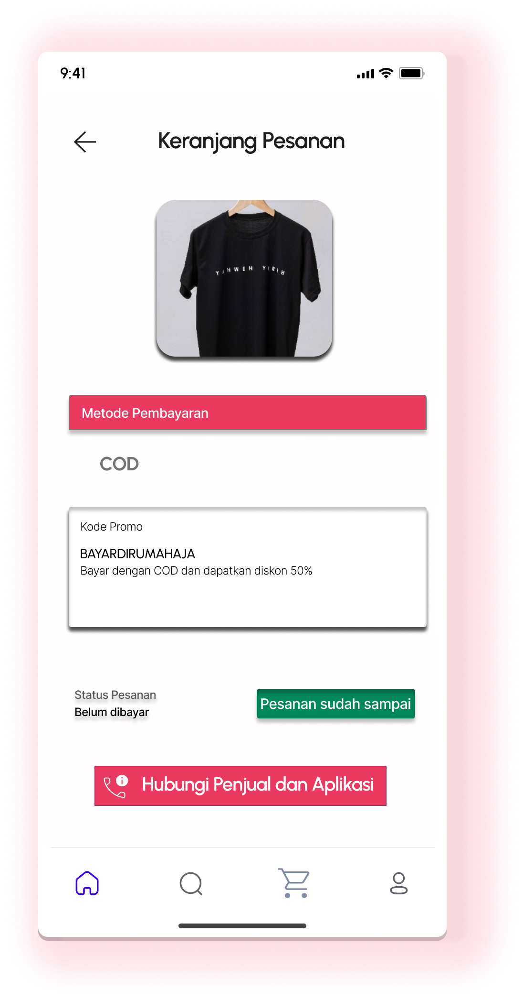 9:41
Keranjang Pesanan
YAHWEH YIREH
Metode Pembayaran
COD
Kode Promo
BAYARDIRUMAHAJA
Bayar dengan COD dan dapatkan diskon 50%
Status Pesanan
Belum dibayar
Pesanan sudah sampai
Hubungi Penjual dan Aplikasi